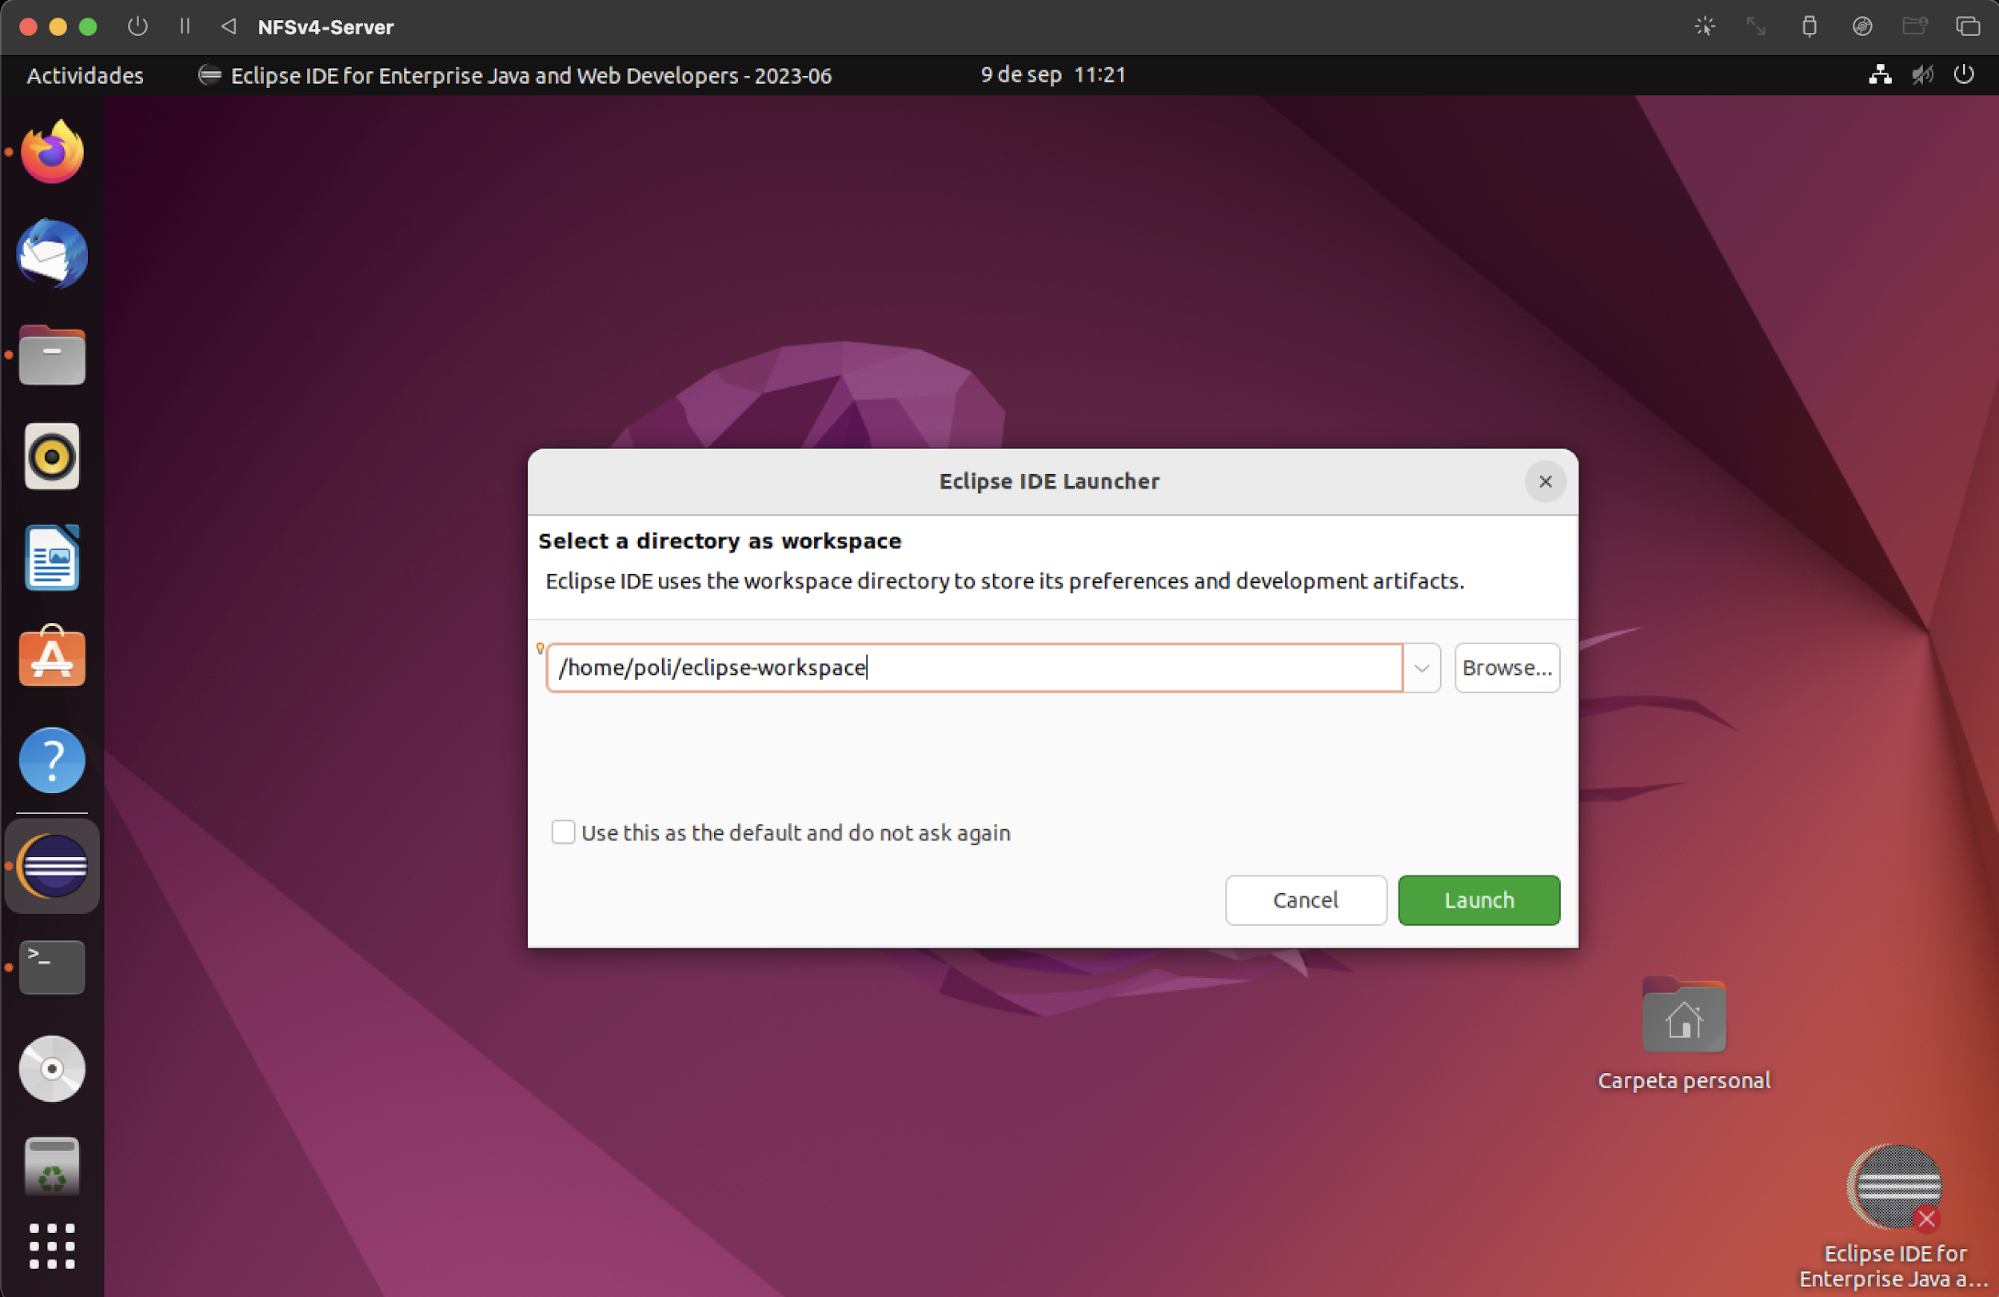 NFSv4-Server
Actividades
Eclipse IDE for Enterprise Java and Web Developers - 2023-06
9 de sep 11:21
Eclipse IDE Launcher
Select a directory as workspace
Eclipse IDE uses the workspace directory to store its preferences and development artifacts.
/home/poli/eclipse-workspace
Browse...
Use this as the default and do not ask again
Cancel
Launch
Carpeta personal
Eclipse IDE for
Enterprise Java a...